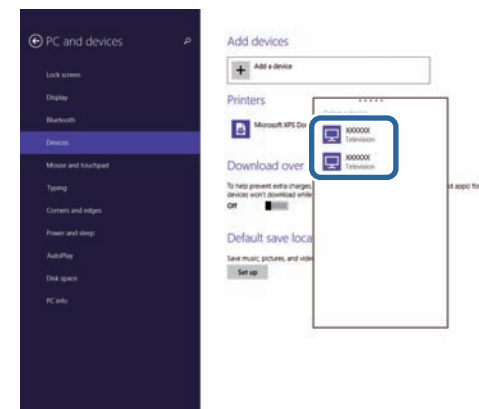 PC and devices
Lock screen
Display
Bluetooth
Devices
Mouse and touchpad
Typing
Corners and edges
Power and sleep
AutoPlay
Disk space
PC info
Add devices
Add a device
Printers
Microsoft XPS Do
XXXXXX
Television
XXXXXX
Television
Download over
To help prevent extra charges,
d apps) for
devices won't download while
Off
Default save loca
Save music, pictures, and vide
Set up